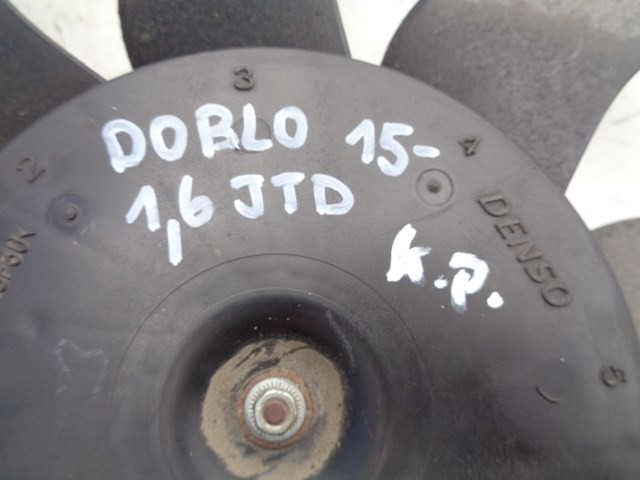 3
DOBLO 15-
4
2
1,6 JTD
DENSO
K.P.
5